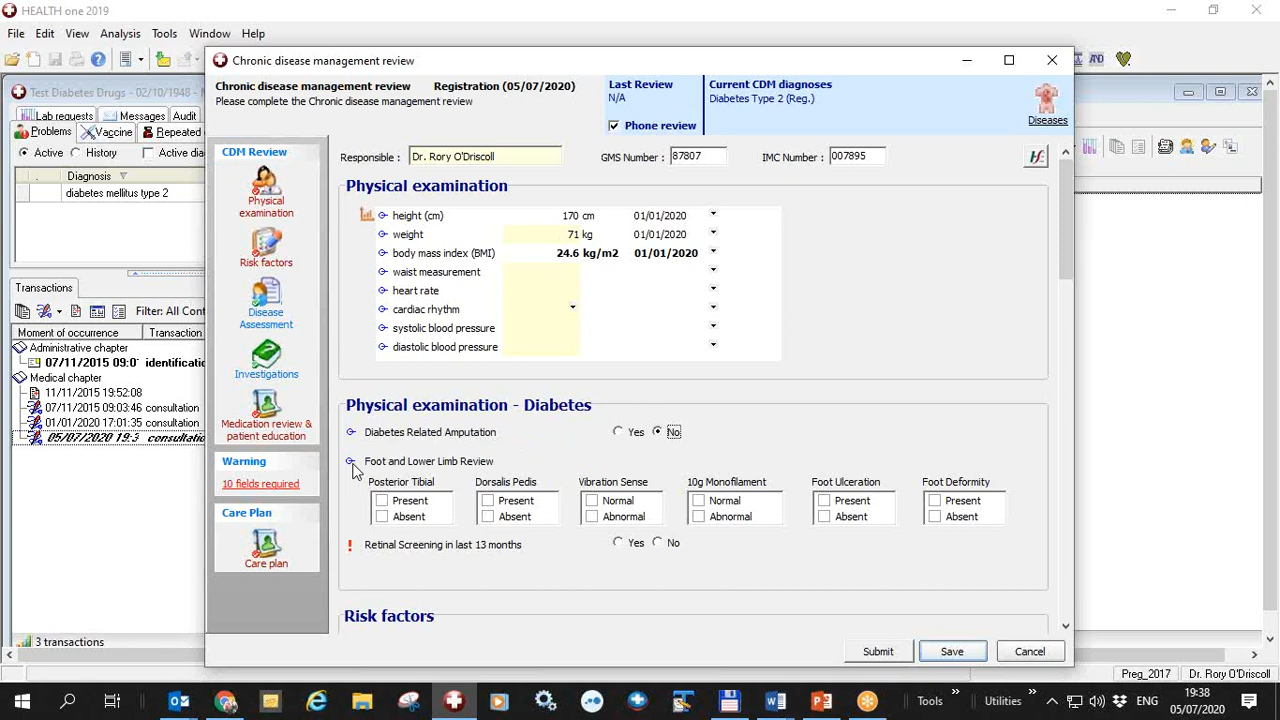 HEALTH one 2019
File Edit View Analysis Tools Window Help
Chronic disease management review
Chronic disease management review Registration (05/07/2020)
Please complete the Chronic disease management review
Last Review
N/A
Phone review
Current CDM diagnoses
Diabetes Type 2 (Reg.)
Diseases
AND
Test Diabetes Drugs - 02/10/1948 -
Lab requests Messages Audit
Problems Vaccine Repeated
Active History Active dia
. Diagnosis
diabetes mellitus type 2
Transactions
Filter: All Con
Moment of occurrence Transaction
Administrative chapter
07/11/2015 09:0 identification
Medical chapter
11/11/2015 19:52:08
07/11/2015 09:03:46 consultation
01/01/2020 17:01:35 consultation
05/07/2020 19:3 consultation
3 transactions
CDM Review
Physical examination
Risk factors
Disease Assessment
Investigations
Medication review & patient education
Warning
10 fields required
Care Plan
Care plan
Responsible : Dr. Rory O'Driscoll GMS Number : 87807 IMC Number : 007895
Physical examination
height (cm) 170 cm 01/01/2020
weight 71 kg 01/01/2020
body mass index (BMI) 24.6 kg/m2 01/01/2020
waist measurement
heart rate
cardiac rhythm
systolic blood pressure
diastolic blood pressure
Physical examination - Diabetes
Diabetes Related Amputation Yes No
Foot and Lower Limb Review
Posterior Tibial Dorsalis Pedis Vibration Sense 10g Monofilament Foot Ulceration Foot Deformity
Present Present Normal Normal Present Present
Absent Absent Abnormal Abnormal Absent Absent
! Retinal Screening in last 13 months Yes No
Risk factors
Submit Save Cancel
Preg_2017 Dr. Rory O'Driscoll
Tools » Utilities » ENG
19:38
05/07/2020